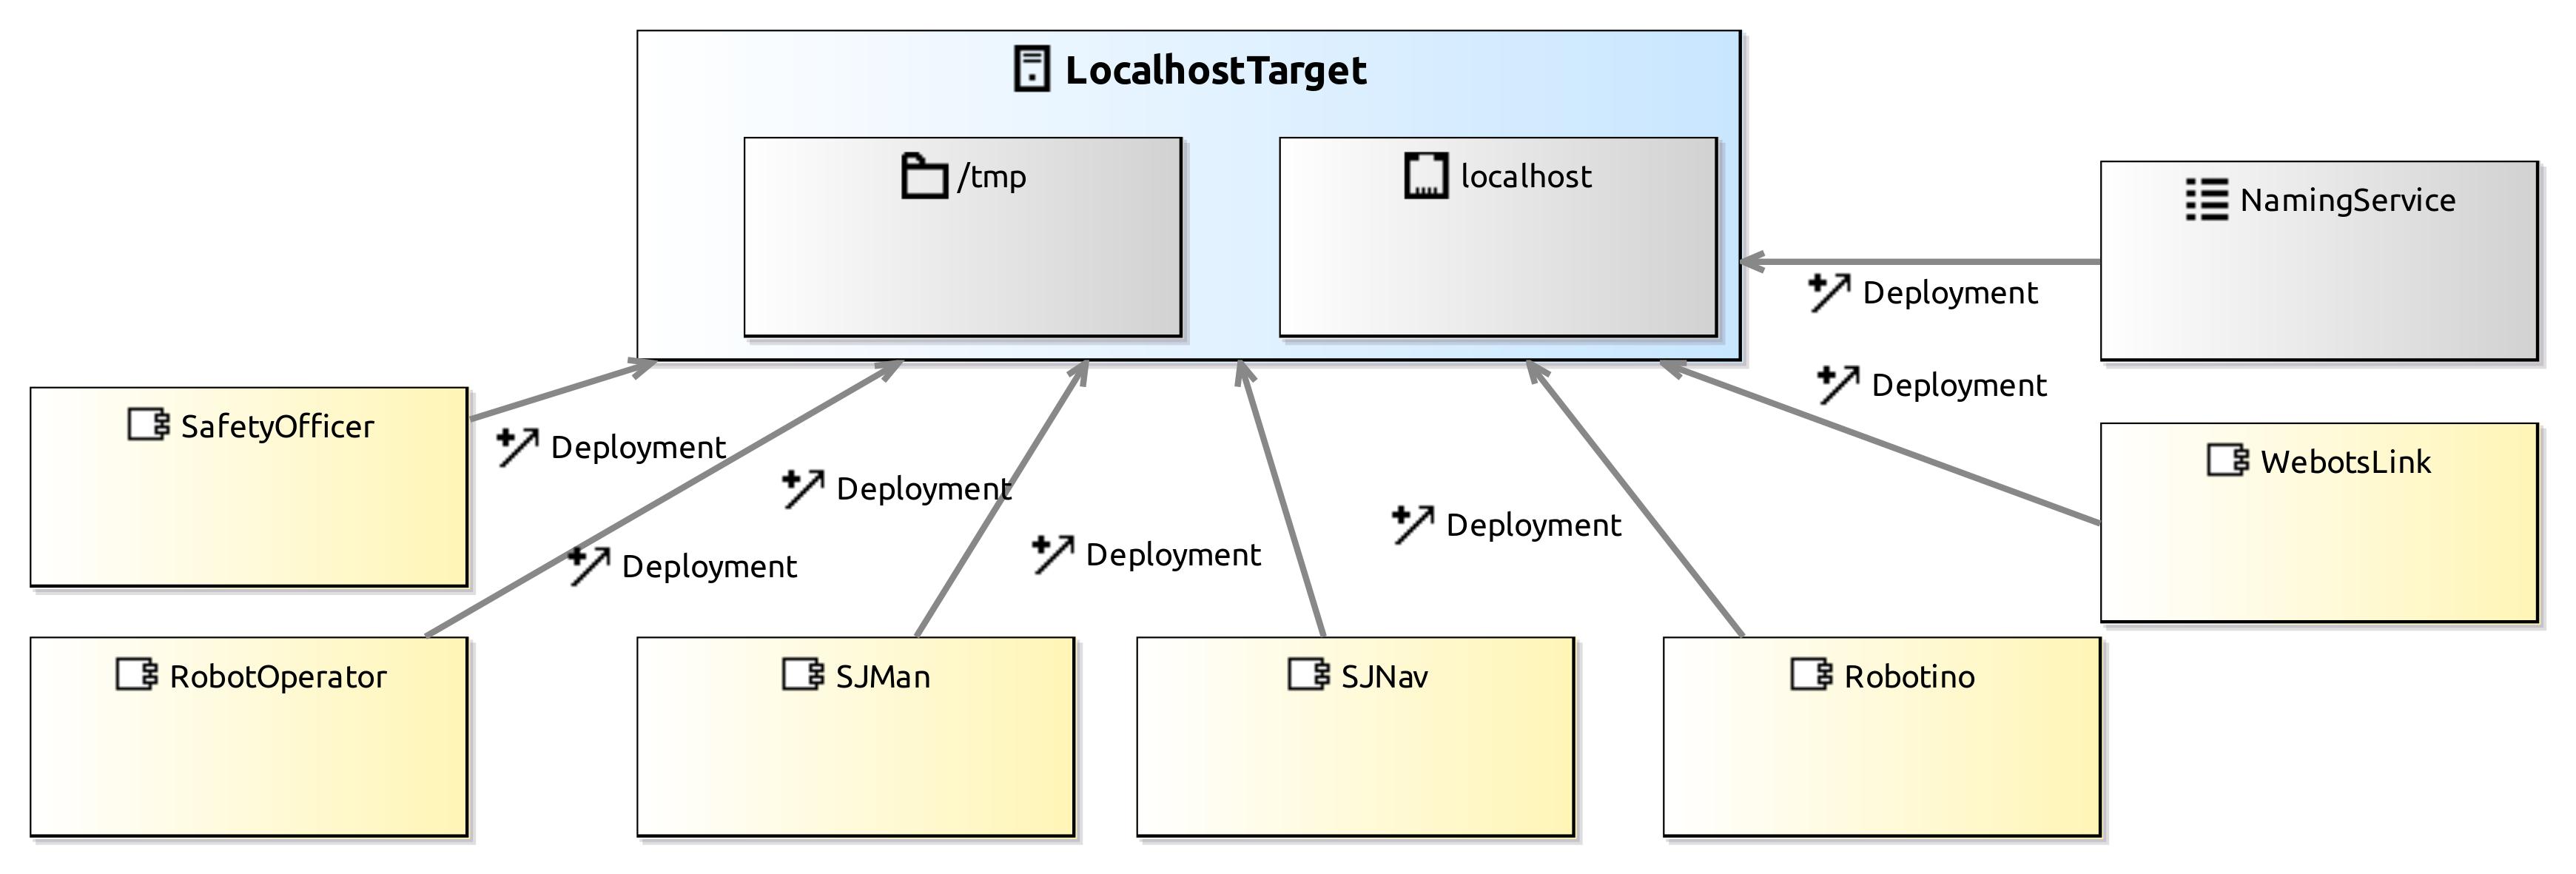 LocalhostTarget
/tmp
localhost
NamingService
Deployment
Deployment
SafetyOfficer
Deployment
WebotsLink
Deployment
Deployment
Deployment
Deployment
RobotOperator
SJMan
SJNav
Robotino